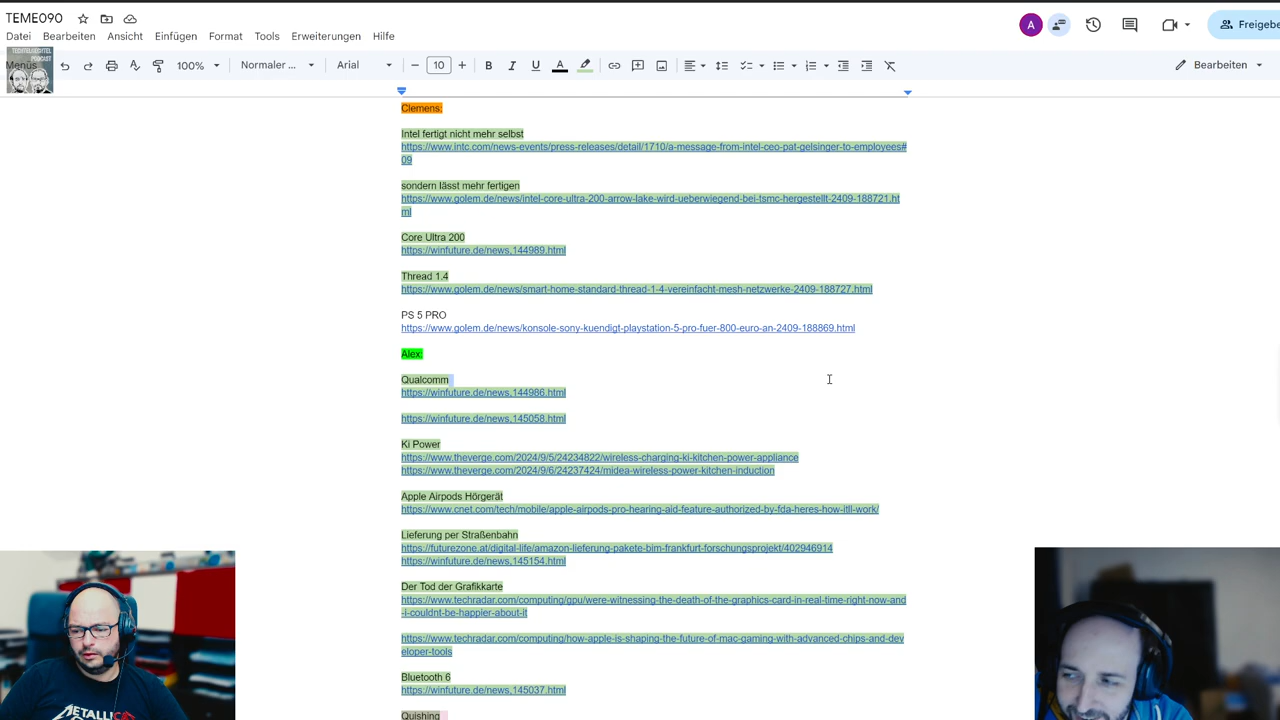 TEME090
Datei Bearbeiten Ansicht Einfügen Format Tools Erweiterungen Hilfe
A
Freigebe
TECHTELMECHTEL
PODCAST
Menüs
100% Normaler ... Arial 10 B I U A Bearbeiten
Clemens:
Intel fertigt nicht mehr selbst
https://www.intc.com/news-events/press-releases/detail/1710/a-message-from-intel-ceo-pat-gelsinger-to-employees#
09
sondern lässt mehr fertigen
https://www.golem.de/news/intel-core-ultra-200-arrow-lake-wird-ueberwiegend-bei-tsmc-hergestellt-2409-188721.ht
ml
Core Ultra 200
https://winfuture.de/news,144989.html
Thread 1.4
https://www.golem.de/news/smart-home-standard-thread-1-4-vereinfacht-mesh-netzwerke-2409-188727.html
PS 5 PRO
https://www.golem.de/news/konsole-sony-kuendigt-playstation-5-pro-fuer-800-euro-an-2409-188869.html
Alex:
Qualcomm
https://winfuture.de/news,144986.html
https://winfuture.de/news,145058.html
Ki Power
https://www.theverge.com/2024/9/5/24234822/wireless-charging-ki-kitchen-power-appliance
https://www.theverge.com/2024/9/6/24237424/midea-wireless-power-kitchen-induction
Apple Airpods Hörgerät
https://www.cnet.com/tech/mobile/apple-airpods-pro-hearing-aid-feature-authorized-by-fda-heres-how-itll-work/
Lieferung per Straßenbahn
https://futurezone.at/digital-life/amazon-lieferung-pakete-bim-frankfurt-forschungsprojekt/402946914
https://winfuture.de/news,145154.html
Der Tod der Grafikkarte
https://www.techradar.com/computing/gpu/were-witnessing-the-death-of-the-graphics-card-in-real-time-right-now-and
-i-couldnt-be-happier-about-it
https://www.techradar.com/computing/how-apple-is-shaping-the-future-of-mac-gaming-with-advanced-chips-and-dev
eloper-tools
Bluetooth 6
https://winfuture.de/news,145037.html
Quishing
METALLICA